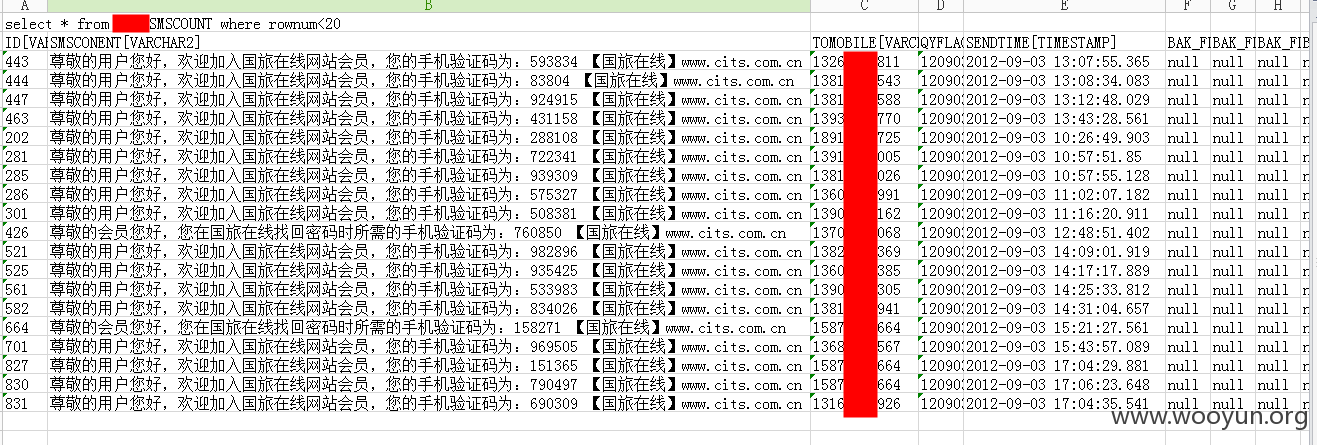 A B C D E F G H
select * from SMSCOUNT where rownum<20
ID[VA SMSCONENT[VARCHAR2] TOMOBILE[VARC QYFLAG SENDTIME[TIMESTAMP] BAK_FI BAK_FI BAK_FI
443 尊敬的用户您好，欢迎加入国旅在线网站会员，您的手机验证码为：593834 【国旅在线】www.cits.com.cn 1326 811 12090 2012-09-03 13:07:55.365 null null null
444 尊敬的用户您好，欢迎加入国旅在线网站会员，您的手机验证码为：83804 【国旅在线】www.cits.com.cn 1381 543 12090 2012-09-03 13:08:34.083 null null null
447 尊敬的用户您好，欢迎加入国旅在线网站会员，您的手机验证码为：924915 【国旅在线】www.cits.com.cn 1381 588 12090 2012-09-03 13:12:48.029 null null null
463 尊敬的用户您好，欢迎加入国旅在线网站会员，您的手机验证码为：431158 【国旅在线】www.cits.com.cn 1393 770 12090 2012-09-03 13:43:28.561 null null null
202 尊敬的用户您好，欢迎加入国旅在线网站会员，您的手机验证码为：288108 【国旅在线】www.cits.com.cn 1891 725 12090 2012-09-03 10:26:49.903 null null null
281 尊敬的用户您好，欢迎加入国旅在线网站会员，您的手机验证码为：722341 【国旅在线】www.cits.com.cn 1391 005 12090 2012-09-03 10:57:51.85 null null null
285 尊敬的用户您好，欢迎加入国旅在线网站会员，您的手机验证码为：939309 【国旅在线】www.cits.com.cn 1381 026 12090 2012-09-03 10:57:55.128 null null null
286 尊敬的用户您好，欢迎加入国旅在线网站会员，您的手机验证码为：575327 【国旅在线】www.cits.com.cn 1360 991 12090 2012-09-03 11:02:07.182 null null null
301 尊敬的用户您好，欢迎加入国旅在线网站会员，您的手机验证码为：508381 【国旅在线】www.cits.com.cn 1390 162 12090 2012-09-03 11:16:20.911 null null null
426 尊敬的会员您好，您在国旅在线找回密码时所需的手机验证码为：760850 【国旅在线】www.cits.com.cn 1370 068 12090 2012-09-03 12:48:51.402 null null null
521 尊敬的用户您好，欢迎加入国旅在线网站会员，您的手机验证码为：982896 【国旅在线】www.cits.com.cn 1382 369 12090 2012-09-03 14:09:01.919 null null null
525 尊敬的用户您好，欢迎加入国旅在线网站会员，您的手机验证码为：935425 【国旅在线】www.cits.com.cn 1360 385 12090 2012-09-03 14:17:17.889 null null null
561 尊敬的用户您好，欢迎加入国旅在线网站会员，您的手机验证码为：533983 【国旅在线】www.cits.com.cn 1390 305 12090 2012-09-03 14:25:33.812 null null null
582 尊敬的用户您好，欢迎加入国旅在线网站会员，您的手机验证码为：834026 【国旅在线】www.cits.com.cn 1381 941 12090 2012-09-03 14:31:04.657 null null null
664 尊敬的会员您好，您在国旅在线找回密码时所需的手机验证码为：158271 【国旅在线】www.cits.com.cn 1587 664 12090 2012-09-03 15:21:27.561 null null null
701 尊敬的用户您好，欢迎加入国旅在线网站会员，您的手机验证码为：969505 【国旅在线】www.cits.com.cn 1368 567 12090 2012-09-03 15:43:57.089 null null null
827 尊敬的用户您好，欢迎加入国旅在线网站会员，您的手机验证码为：151365 【国旅在线】www.cits.com.cn 1587 664 12090 2012-09-03 17:04:29.881 null null null
830 尊敬的用户您好，欢迎加入国旅在线网站会员，您的手机验证码为：790497 【国旅在线】www.cits.com.cn 1587 664 12090 2012-09-03 17:06:23.648 null null null
831 尊敬的用户您好，欢迎加入国旅在线网站会员，您的手机验证码为：690309 【国旅在线】www.cits.com.cn 1316 926 12090 2012-09-03 17:04:35.541 null null null
www.wooyun.org